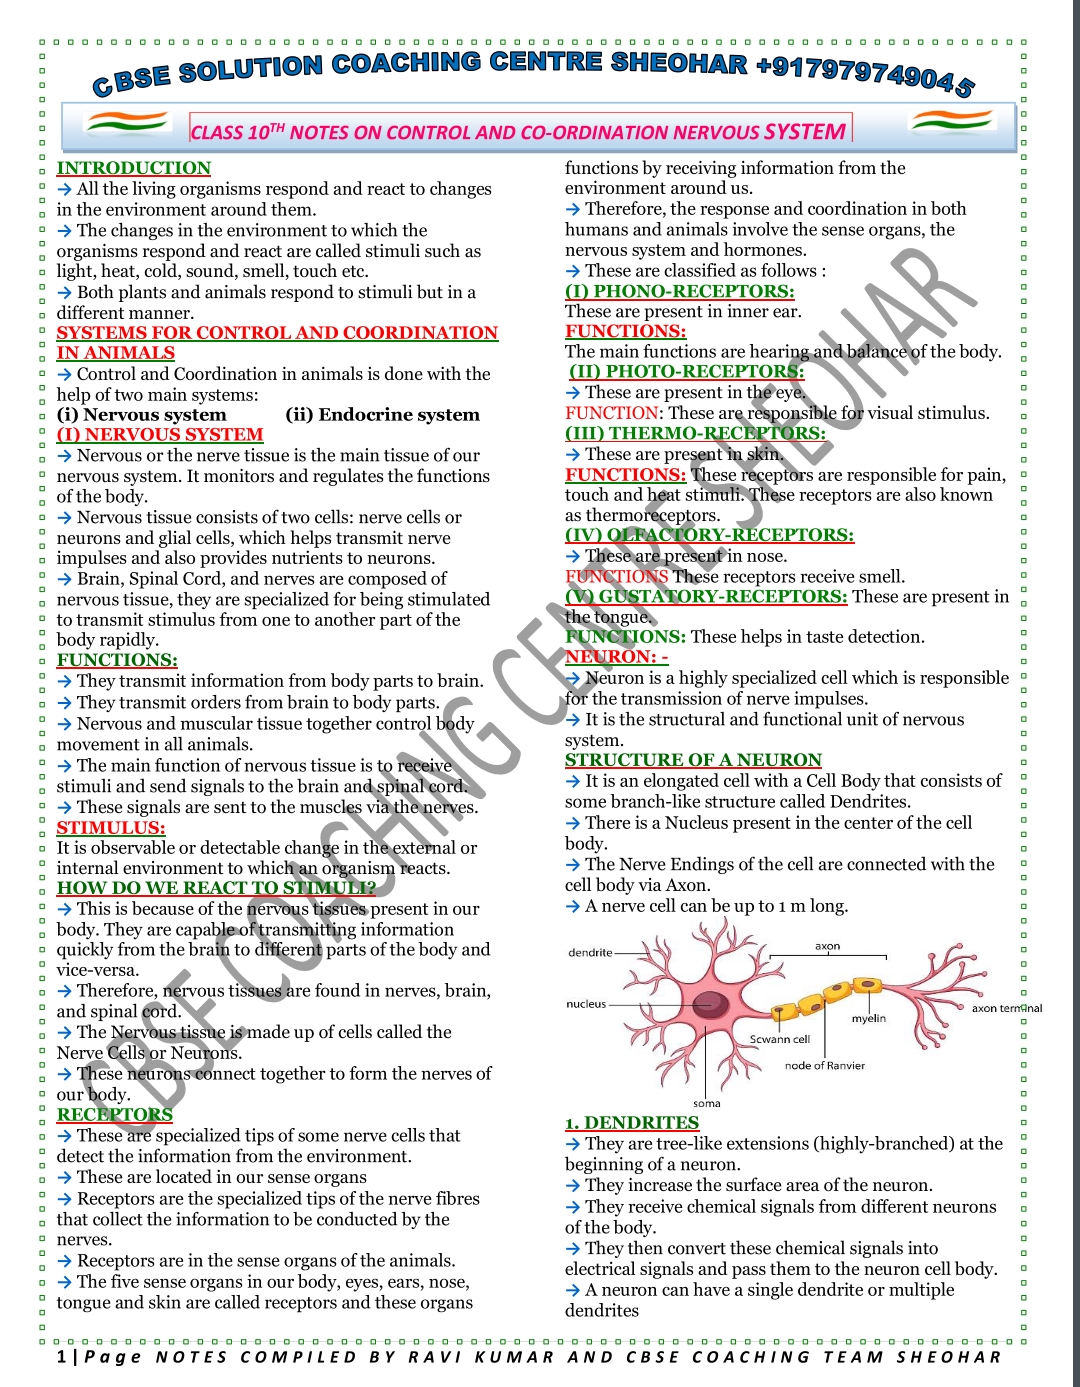 CBSE SOLUTION COACHING CENTRE SHEOHAR +917979749045
CLASS 10TH NOTES ON CONTROL AND CO-ORDINATION NERVOUS SYSTEM
INTRODUCTION
→ All the living organisms respond and react to changes
in the environment around them.
→ The changes in the environment to which the
organisms respond and react are called stimuli such as
light, heat, cold, sound, smell, touch etc.
→ Both plants and animals respond to stimuli but in a
different manner.
SYSTEMS FOR CONTROL AND COORDINATION
IN ANIMALS
→ Control and Coordination in animals is done with the
help of two main systems:
(i) Nervous system (ii) Endocrine system
(I) NERVOUS SYSTEM
→ Nervous or the nerve tissue is the main tissue of our
nervous system. It monitors and regulates the functions
of the body.
→ Nervous tissue consists of two cells: nerve cells or
neurons and glial cells, which helps transmit nerve
impulses and also provides nutrients to neurons.
→ Brain, Spinal Cord, and nerves are composed of
nervous tissue, they are specialized for being stimulated
to transmit stimulus from one to another part of the
body rapidly.
FUNCTIONS:
→ They transmit information from body parts to brain.
→ They transmit orders from brain to body parts.
→ Nervous and muscular tissue together control body
movement in all animals.
→ The main function of nervous tissue is to receive
stimuli and send signals to the brain and spinal cord.
→ These signals are sent to the muscles via the nerves.
STIMULUS:
It is observable or detectable change in the external or
internal environment to which an organism reacts.
HOW DO WE REACT TO STIMULI?
→ This is because of the nervous tissues present in our
body. They are capable of transmitting information
quickly from the brain to different parts of the body and
vice-versa.
→ Therefore, nervous tissues are found in nerves, brain,
and spinal cord.
→ The Nervous tissue is made up of cells called the
Nerve Cells or Neurons.
→ These neurons connect together to form the nerves of
our body.
RECEPTORS
→ These are specialized tips of some nerve cells that
detect the information from the environment.
→ These are located in our sense organs
→ Receptors are the specialized tips of the nerve fibres
that collect the information to be conducted by the
nerves.
→ Receptors are in the sense organs of the animals.
→ The five sense organs in our body, eyes, ears, nose,
tongue and skin are called receptors and these organs
functions by receiving information from the
environment around us.
→ Therefore, the response and coordination in both
humans and animals involve the sense organs, the
nervous system and hormones.
→ These are classified as follows :
(I) PHONO-RECEPTORS:
These are present in inner ear.
FUNCTIONS:
The main functions are hearing and balance of the body.
(II) PHOTO-RECEPTORS:
→ These are present in the eye.
FUNCTION: These are responsible for visual stimulus.
(III) THERMO-RECEPTORS:
→ These are present in skin.
FUNCTIONS: These receptors are responsible for pain,
touch and heat stimuli. These receptors are also known
as thermoreceptors.
(IV) OLFACTORY-RECEPTORS:
→ These are present in nose.
FUNCTIONS These receptors receive smell.
(V) GUSTATORY-RECEPTORS: These are present in
the tongue.
FUNCTIONS: These helps in taste detection.
NEURON: -
→ Neuron is a highly specialized cell which is responsible
for the transmission of nerve impulses.
→ It is the structural and functional unit of nervous
system.
STRUCTURE OF A NEURON
→ It is an elongated cell with a Cell Body that consists of
some branch-like structure called Dendrites.
→ There is a Nucleus present in the center of the cell
body.
→ The Nerve Endings of the cell are connected with the
cell body via Axon.
→ A nerve cell can be up to 1 m long.
dendrite
axon
nucleus
axon terminal
myelin
Scwann cell
node of Ranvier
soma
1. DENDRITES
→ They are tree-like extensions (highly-branched) at the
beginning of a neuron.
→ They increase the surface area of the neuron.
→ They receive chemical signals from different neurons
of the body.
→ They then convert these chemical signals into
electrical signals and pass them to the neuron cell body.
→ A neuron can have a single dendrite or multiple
dendrites
CBSE COACHING CENTRE SHEOHAR
1 | Page NOTES COMPILED BY RAVI KUMAR AND CBSE COACHING TEAM SHEOHAR